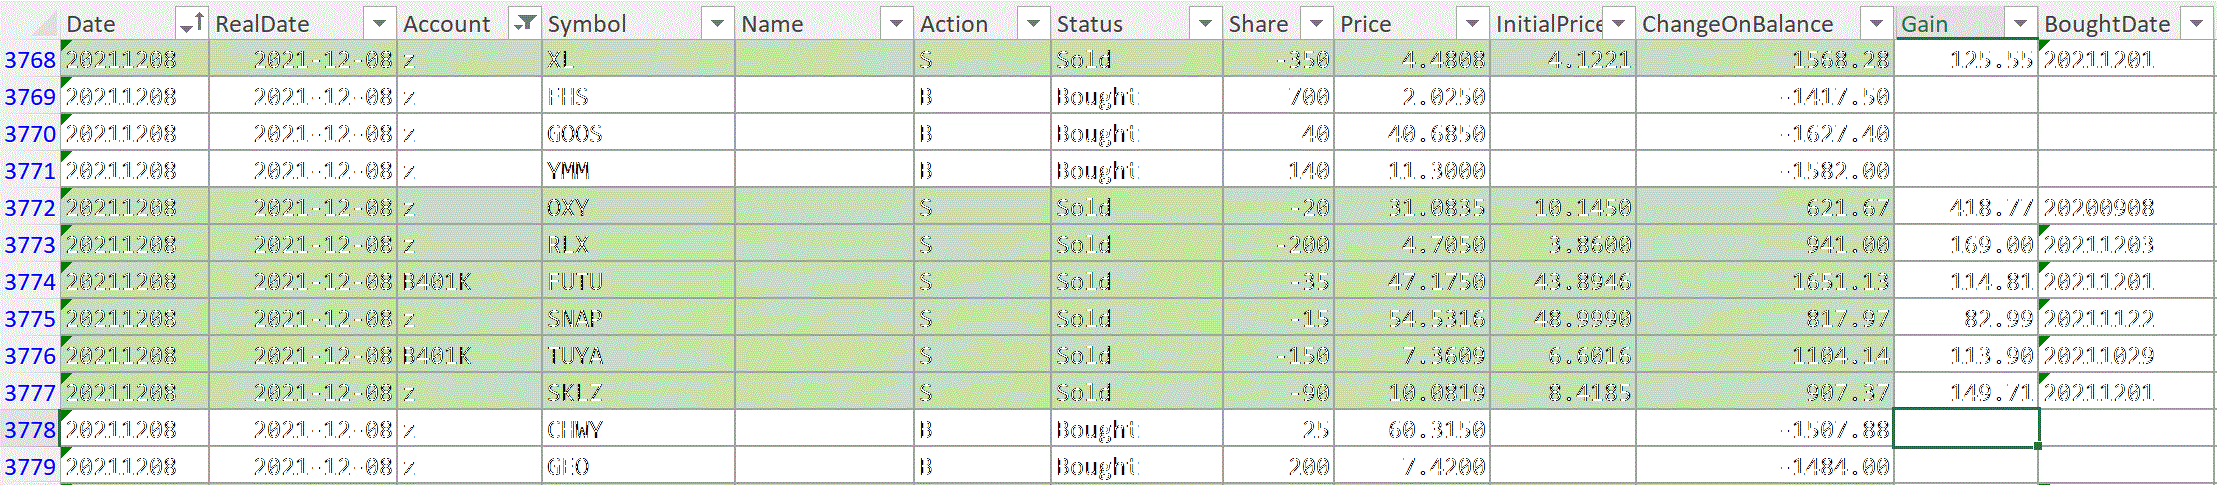 Date RealDate Account Symbol Name Action Status Share Price InitialPrice ChangeOnBalance Gain BoughtDate
3768 20211208 2021-12-08 z XL S Sold -350 4.4808 4.1221 1568.28 125.55 20211201
3769 20211208 2021-12-08 z FHS B Bought 700 2.0250 -1417.50
3770 20211208 2021-12-08 z GOOS B Bought 40 40.6850 -1627.40
3771 20211208 2021-12-08 z YMM B Bought 140 11.3000 -1582.00
3772 20211208 2021-12-08 z OXY S Sold -20 31.0835 10.1450 621.67 418.77 20200908
3773 20211208 2021-12-08 z RLX S Sold -200 4.7050 3.8600 941.00 169.00 20211203
3774 20211208 2021-12-08 B401K FUTU S Sold -35 47.1750 43.8946 1651.13 114.81 20211201
3775 20211208 2021-12-08 z SNAP S Sold -15 54.5316 48.9990 817.97 82.99 20211122
3776 20211208 2021-12-08 B401K TUYA S Sold -150 7.3609 6.6016 1104.14 113.90 20211029
3777 20211208 2021-12-08 z SKLZ S Sold -90 10.0819 8.4185 907.37 149.71 20211201
3778 20211208 2021-12-08 z CHWY B Bought 25 60.3150 -1507.88
3779 20211208 2021-12-08 z GEO B Bought 200 7.4200 -1484.00